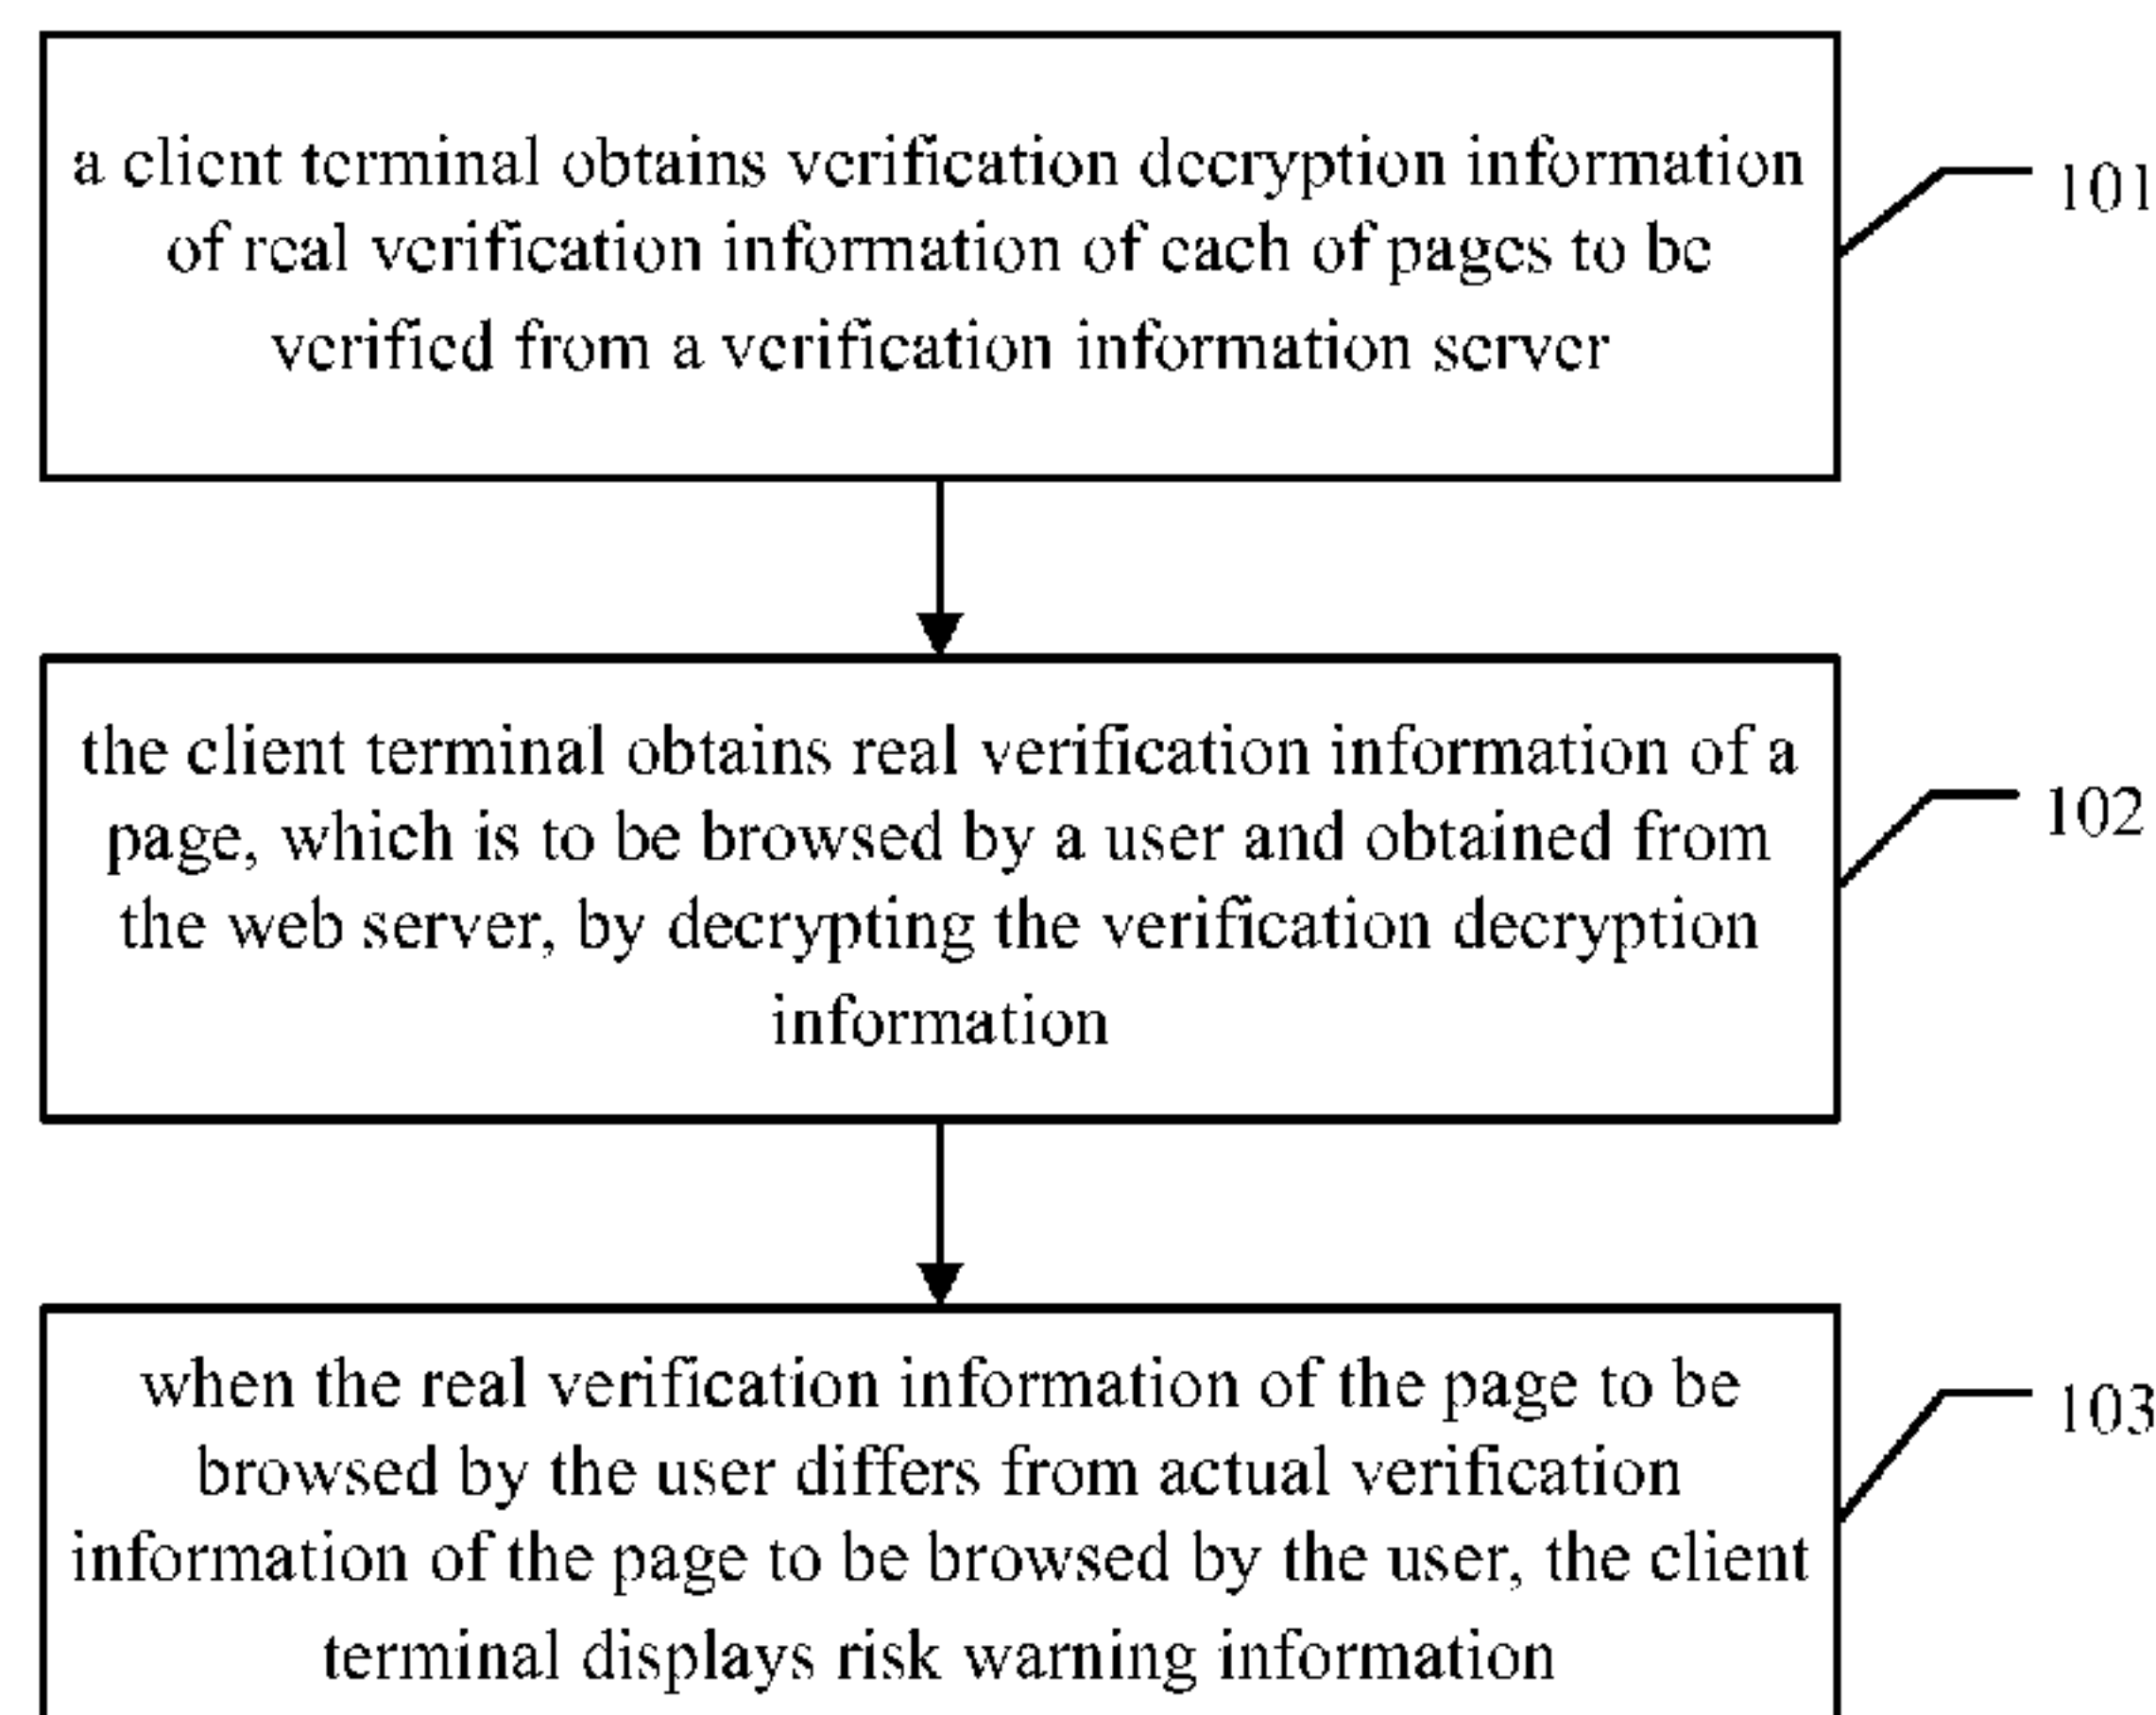 a client terminal obtains verification decryption information
of real verification information of each of pages to be
verified from a verification information server
101
the client terminal obtains real verification information of a
page, which is to be browsed by a user and obtained from
the web server, by decrypting the verification decryption
information
102
when the real verification information of the page to be
browsed by the user differs from actual verification
information of the page to be browsed by the user, the client
terminal displays risk warning information
103